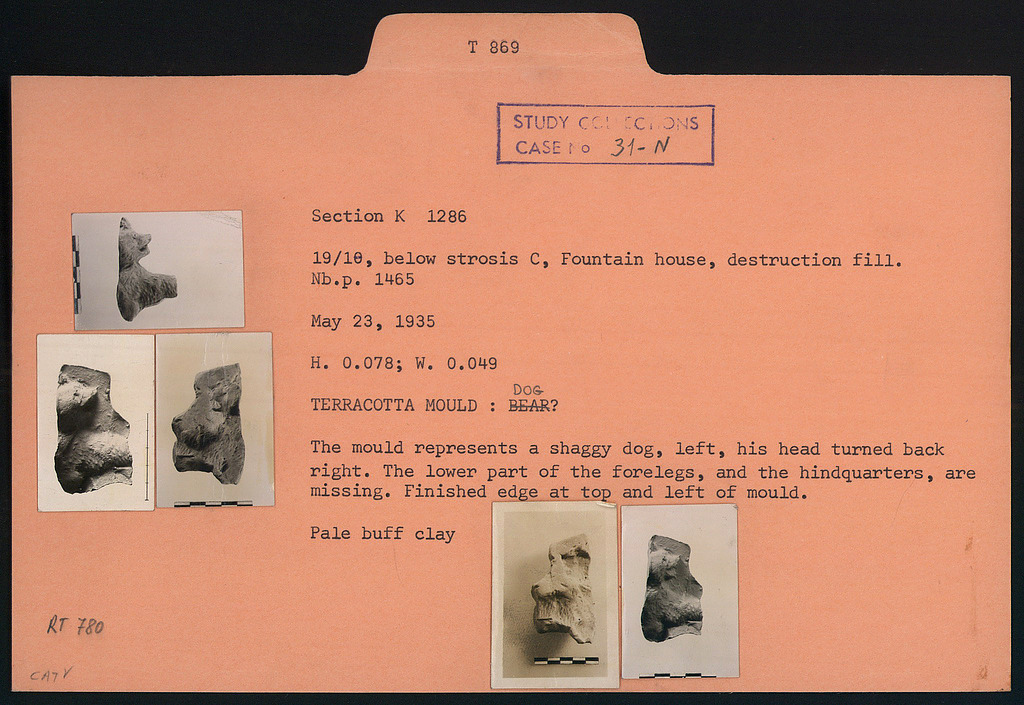 T 869
STUDY COLLECTIONS
CASE No 31-N
Section K 1286
19/10, below strosis C, Fountain house, destruction fill.
Nb.p. 1465
May 23, 1935
H. 0.078; W. 0.049
DOG
TERRACOTTA MOULD : BEAR?
The mould represents a shaggy dog, left, his head turned back
right. The lower part of the forelegs, and the hindquarters, are
missing. Finished edge at top and left of mould.
Pale buff clay
RT 780